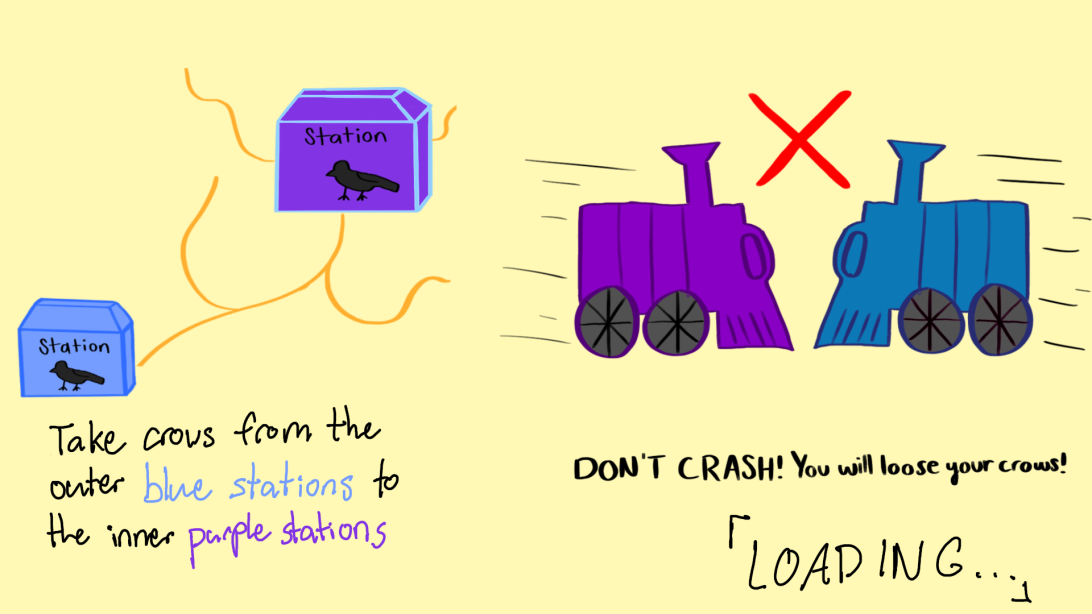 Station
Station
Take crows from the
outer blue stations to
the inner purple stations
DON'T CRASH! You will loose your crows!
「LOADING...」